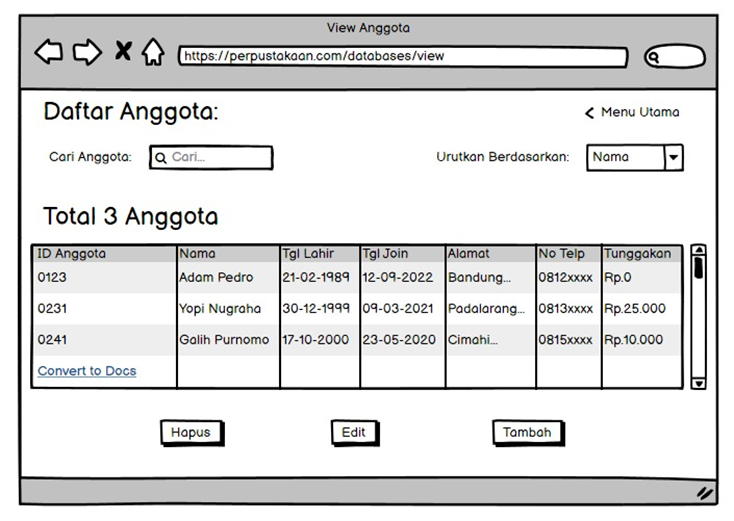 View Anggota
https://perpustakaan.com/databases/view
Daftar Anggota:
Menu Utama
Cari Anggota: Cari... Urutkan Berdasarkan: Nama
Total 3 Anggota
ID Anggota Nama Tgl Lahir Tgl Join Alamat No Telp Tunggakan
0123 Adam Pedro 21-02-1989 12-09-2022 Bandung... 0812xxxx Rp.0
0231 Yopi Nugraha 30-12-1999 09-03-2021 Padalarang... 0813xxxx Rp.25.000
0241 Galih Purnomo 17-10-2000 23-05-2020 Cimahi... 0815xxxx Rp.10.000
Convert to Docs
Hapus Edit Tambah